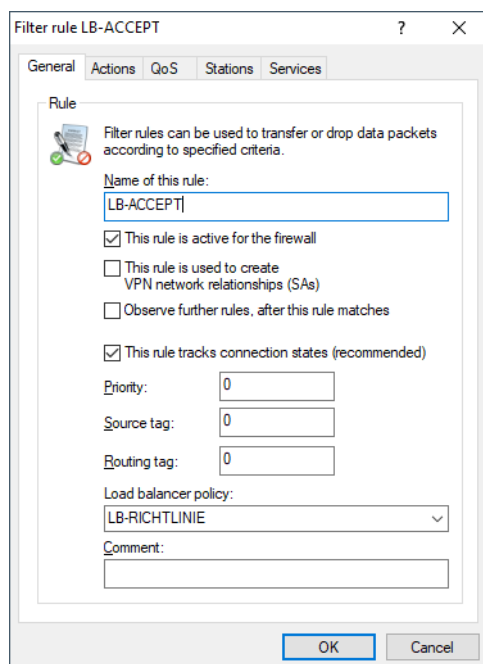 Filter rule LB-ACCEPT
General Actions QoS Stations Services
Rule
Filter rules can be used to transfer or drop data packets
according to specified criteria.
Name of this rule:
LB-ACCEPT
This rule is active for the firewall
This rule is used to create
VPN network relationships (SAs)
Observe further rules, after this rule matches
This rule tracks connection states (recommended)
Priority: 0
Source tag: 0
Routing tag: 0
Load balancer policy:
LB-RICHTLINIE
Comment:
OK Cancel